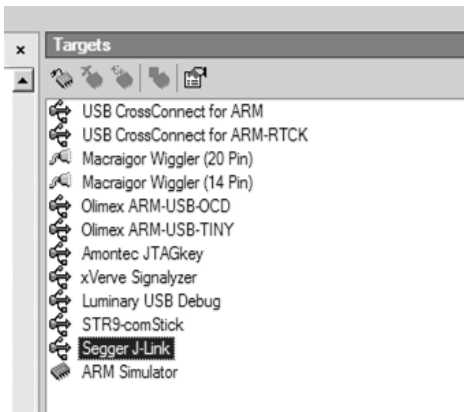 Targets
USB CrossConnect for ARM
USB CrossConnect for ARM-RTCK
Macraigor Wiggler (20 Pin)
Macraigor Wiggler (14 Pin)
Olimex ARM-USB-OCD
Olimex ARM-USB-TINY
Amontec JTAGkey
xVerve Signalyzer
Luminary USB Debug
STR9-comStick
Segger J-Link
ARM Simulator